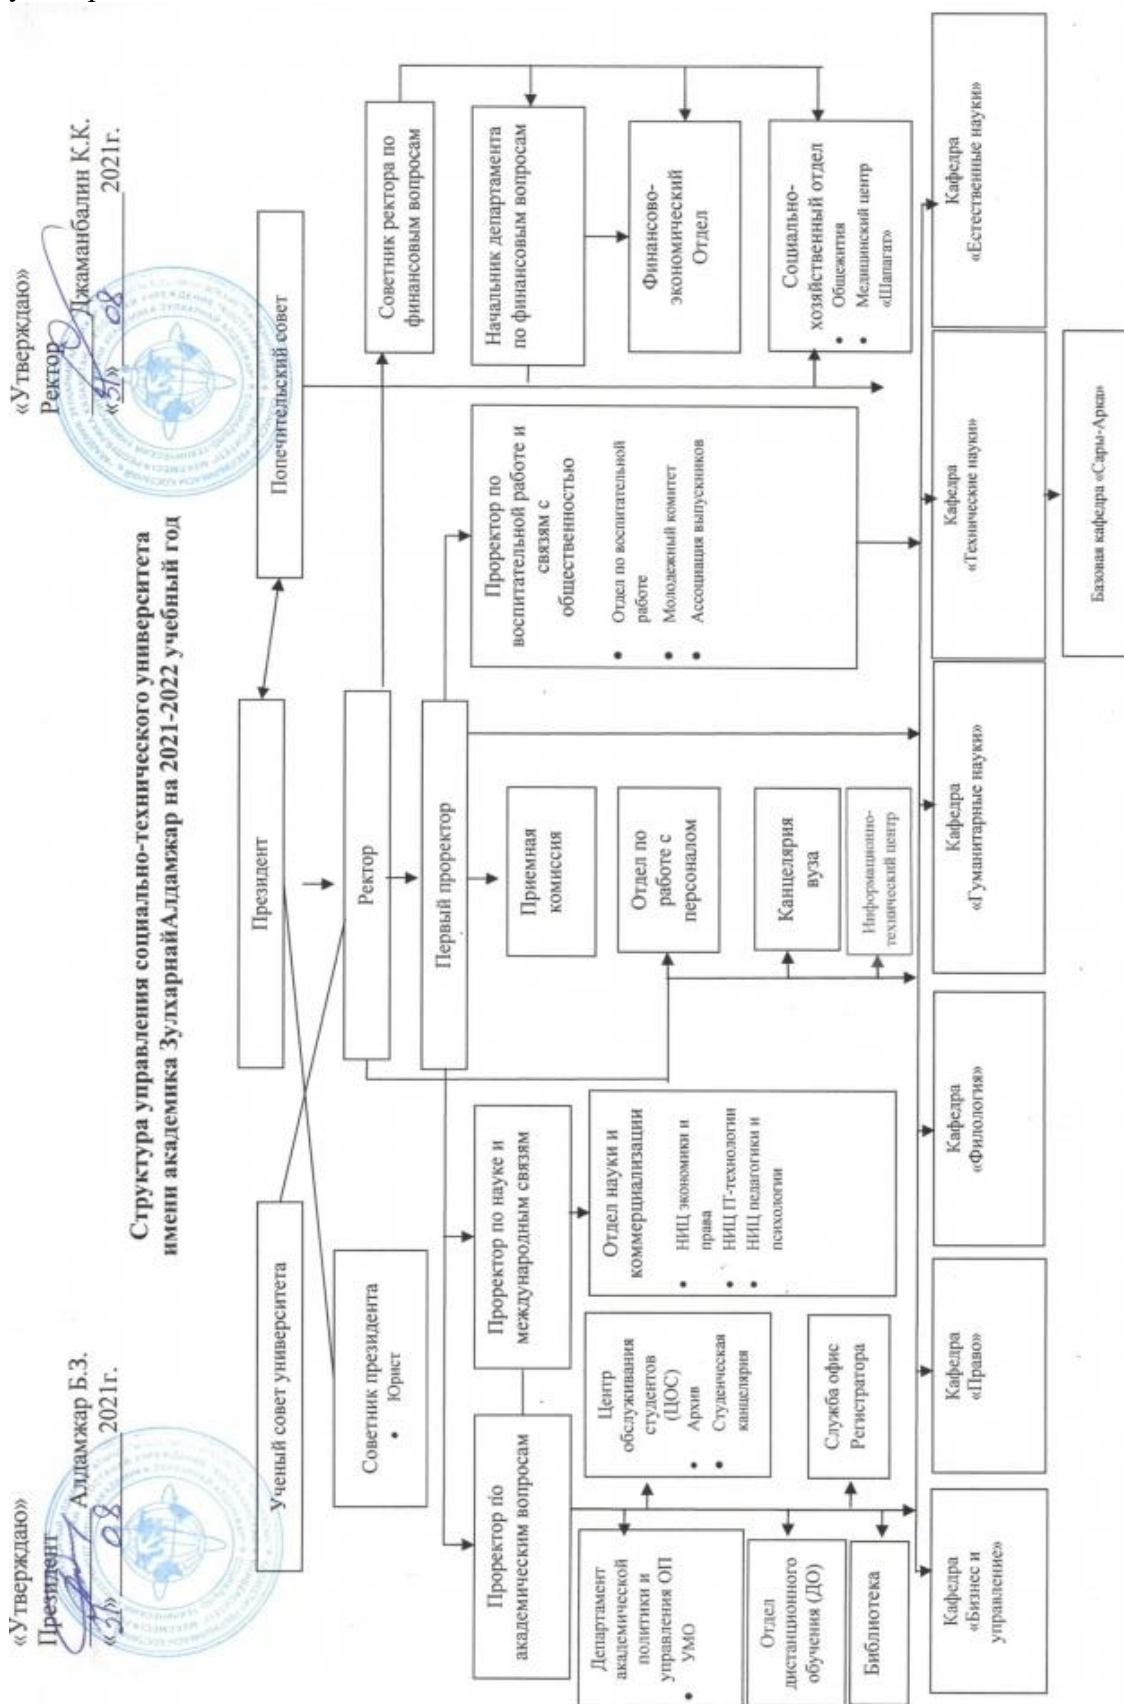 «Утверждаю»
Президент
Алдамжар Б.З.
«31» 08 2021г.
«Утверждаю»
Ректор
Джаманбалин К.К.
«31» 08 2021г.
Структура управления социально-технического университета
имени академика ЗулхарнайАлдамжар на 2021-2022 учебный год
Ученый совет университета
Президент
Попечительский совет
Советник президента
• Юрист
Ректор
Советник ректора по
финансовым вопросам
Первый проректор
Проректор по
академическим вопросам
Проректор по науке и
международным связям
Приемная
комиссия
Проректор по
воспитательной работе и
связям с
общественностью
• Отдел по воспитательной
работе
• Молодежный комитет
• Ассоциация выпускников
Начальник департамента
по финансовым вопросам
Департамент
академической
политики и
управления ОП
• УМО
Центр
обслуживания
студентов
(ЦОС)
• Архив
• Студенческая
канцелярия
Отдел науки и
коммерциализации
• НИЦ экономики и
права
• НИЦ IT-технологии
• НИЦ педагогики и
психологии
Отдел по
работе с
персоналом
Финансово-
экономический
Отдел
Отдел
дистанционного
обучения (ДО)
Служба офис
Регистратора
Канцелярия
вуза
Социально-
хозяйственный отдел
• Общежития
• Медицинский центр
«Шапагат»
Библиотека
Информационно-
технический центр
Кафедра
«Бизнес и
управление»
Кафедра
«Право»
Кафедра
«Филология»
Кафедра
«Гуманитарные науки»
Кафедра
«Технические науки»
Кафедра
«Естественные науки»
Базовая кафедра «Сары-Арка»